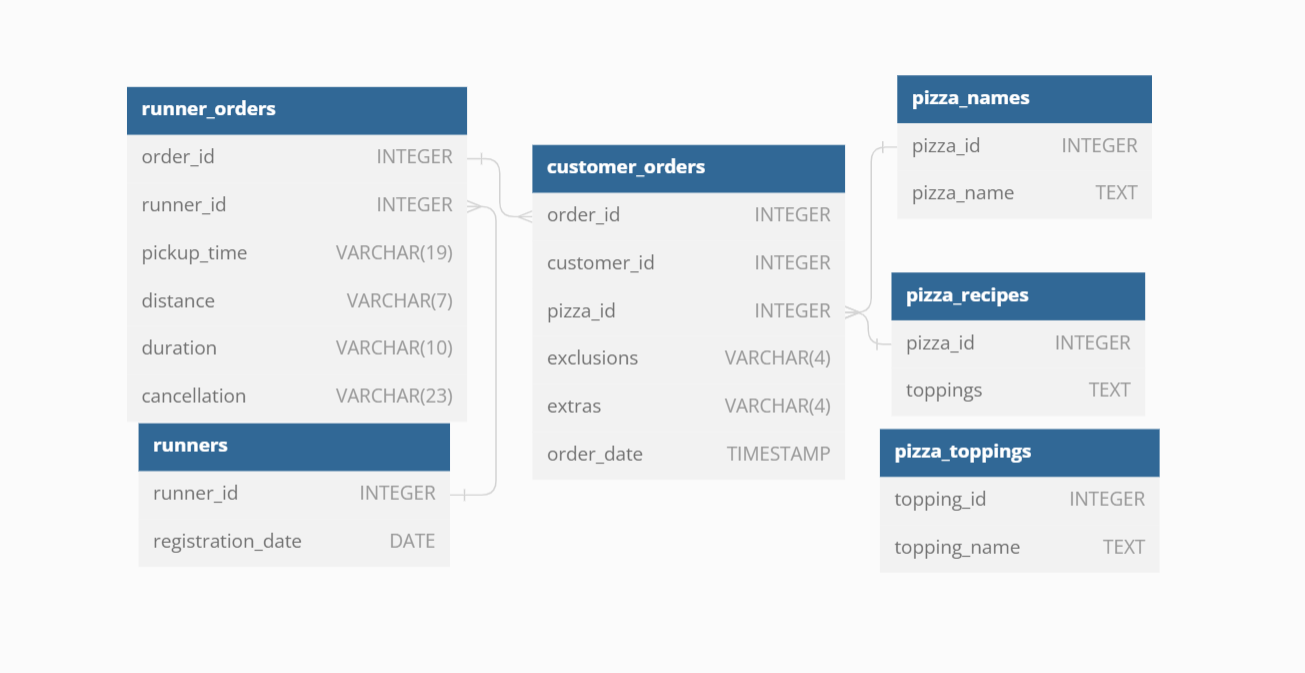 runner_orders
order_id INTEGER
runner_id INTEGER
pickup_time VARCHAR(19)
distance VARCHAR(7)
duration VARCHAR(10)
cancellation VARCHAR(23)
runners
runner_id INTEGER
registration_date DATE
customer_orders
order_id INTEGER
customer_id INTEGER
pizza_id INTEGER
exclusions VARCHAR(4)
extras VARCHAR(4)
order_date TIMESTAMP
pizza_names
pizza_id INTEGER
pizza_name TEXT
pizza_recipes
pizza_id INTEGER
toppings TEXT
pizza_toppings
topping_id INTEGER
topping_name TEXT